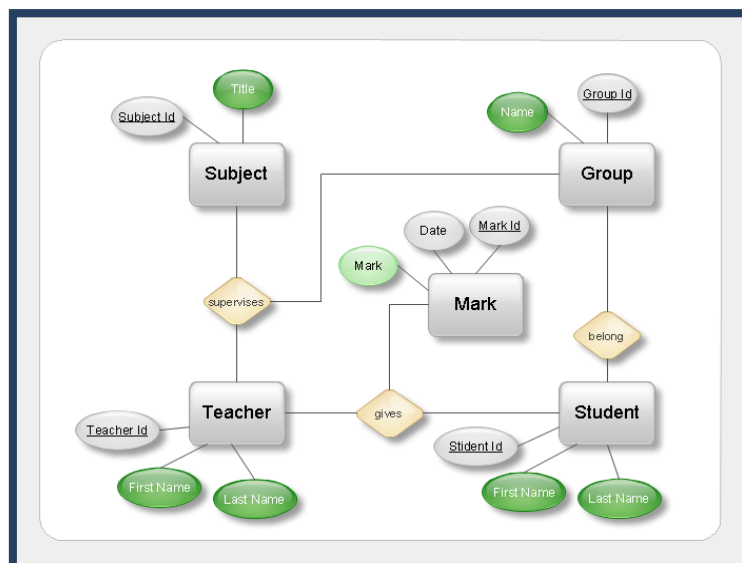 Title
Subject Id
Subject
Group Id
Name
Group
Date
Mark Id
Mark
Mark
supervises
belong
Teacher
gives
Student
Teacher Id
Stident Id
First Name
Last Name
First Name
Last Name